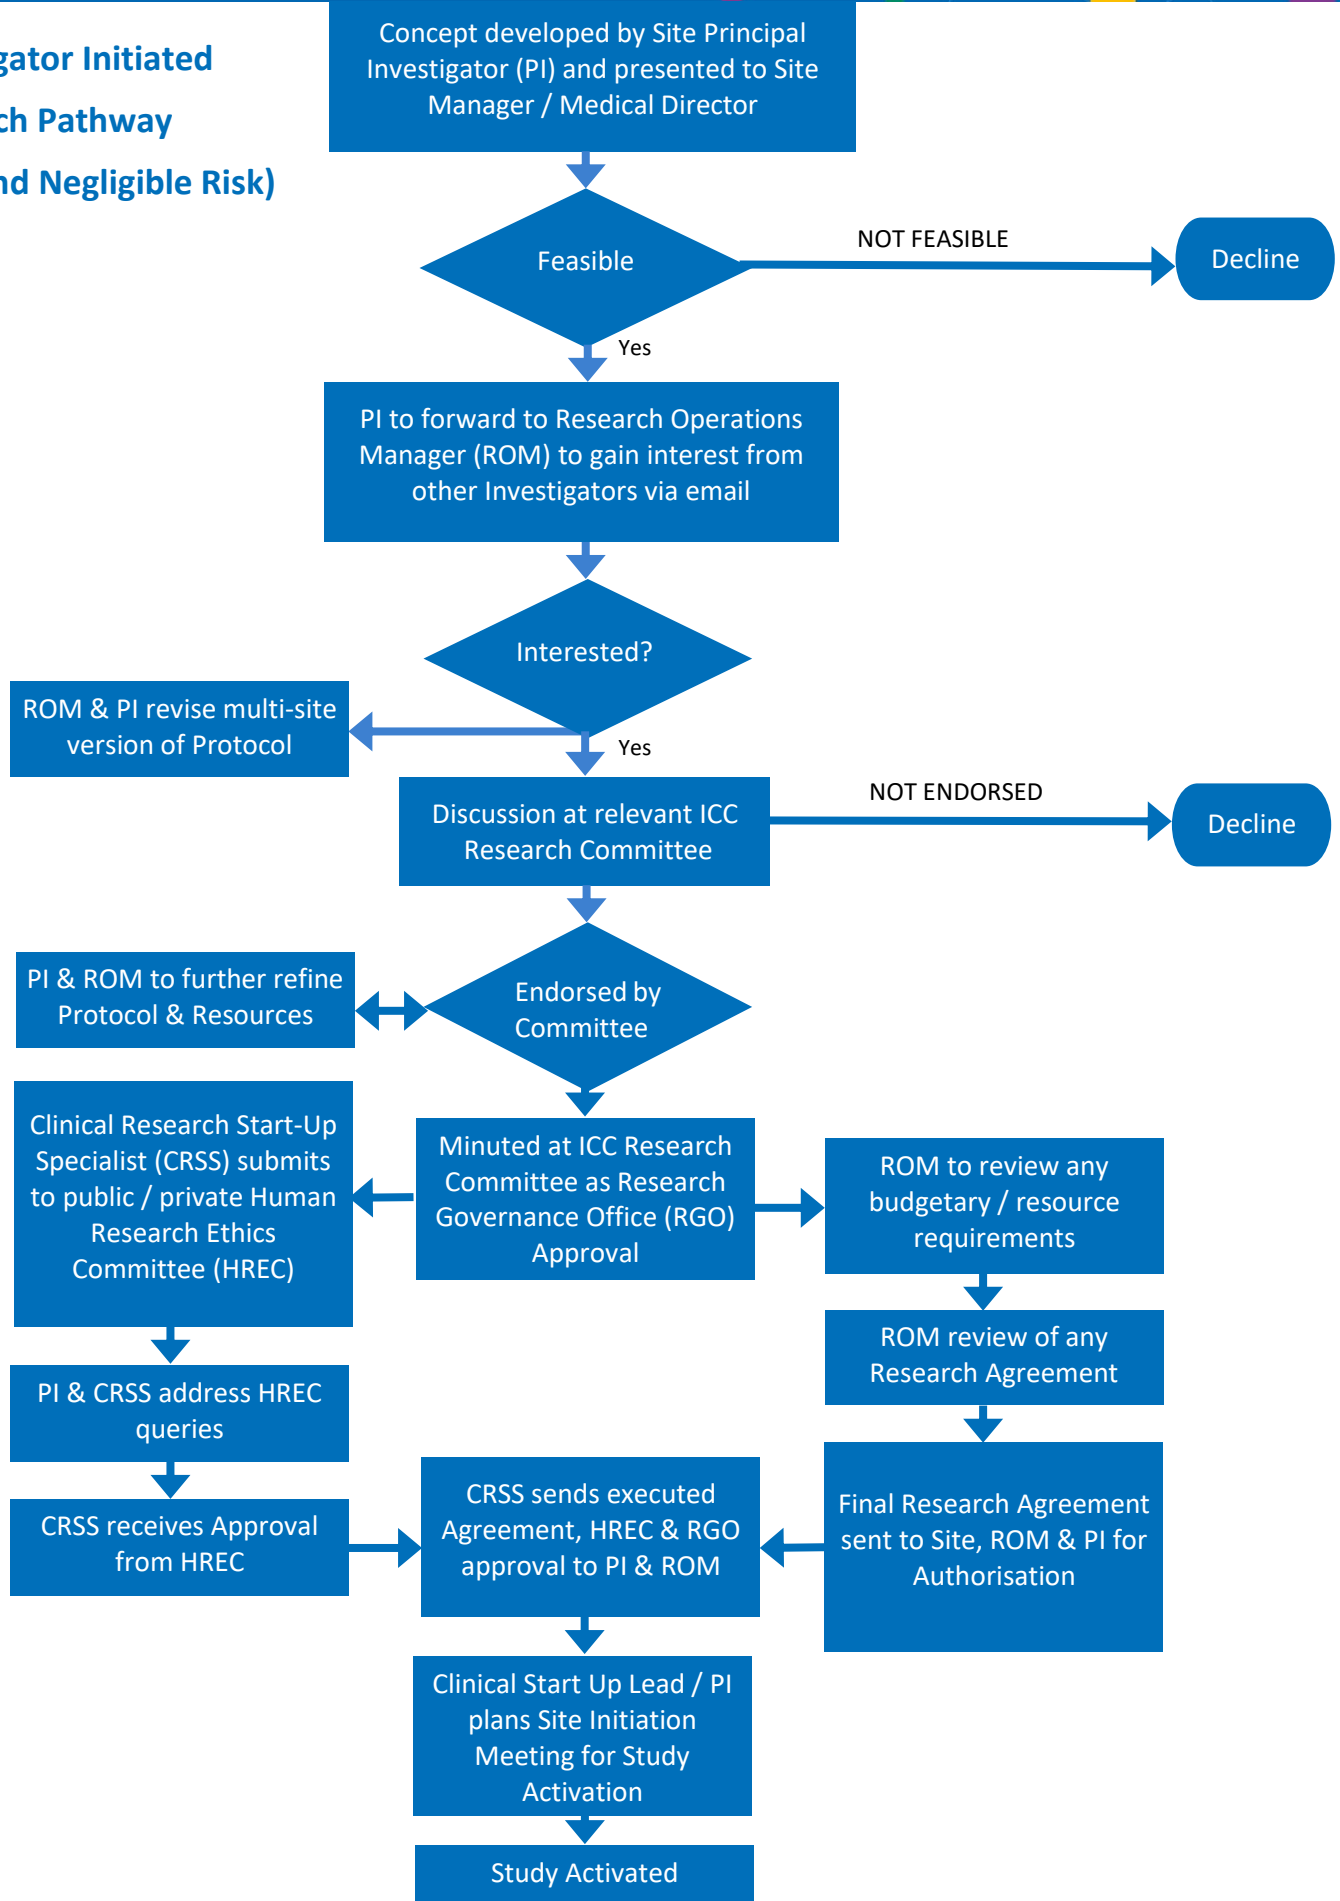 Concept developed by Site Principal
Investigator (PI) and presented to Site
Manager / Medical Director
gator Initiated
ch Pathway
nd Negligible Risk)
Feasible
NOT FEASIBLE
Decline
Yes
PI to forward to Research Operations
Manager (ROM) to gain interest from
other Investigators via email
Interested?
ROM & PI revise multi-site
version of Protocol
Yes
Discussion at relevant ICC
Research Committee
NOT ENDORSED
Decline
PI & ROM to further refine
Protocol & Resources
Endorsed by
Committee
Clinical Research Start-Up
Specialist (CRSS) submits
to public / private Human
Research Ethics
Committee (HREC)
Minuted at ICC Research
Committee as Research
Governance Office (RGO)
Approval
ROM to review any
budgetary / resource
requirements
ROM review of any
Research Agreement
PI & CRSS address HREC
queries
CRSS receives Approval
from HREC
CRSS sends executed
Agreement, HREC & RGO
approval to PI & ROM
Final Research Agreement
sent to Site, ROM & PI for
Authorisation
Clinical Start Up Lead / PI
plans Site Initiation
Meeting for Study
Activation
Study Activated